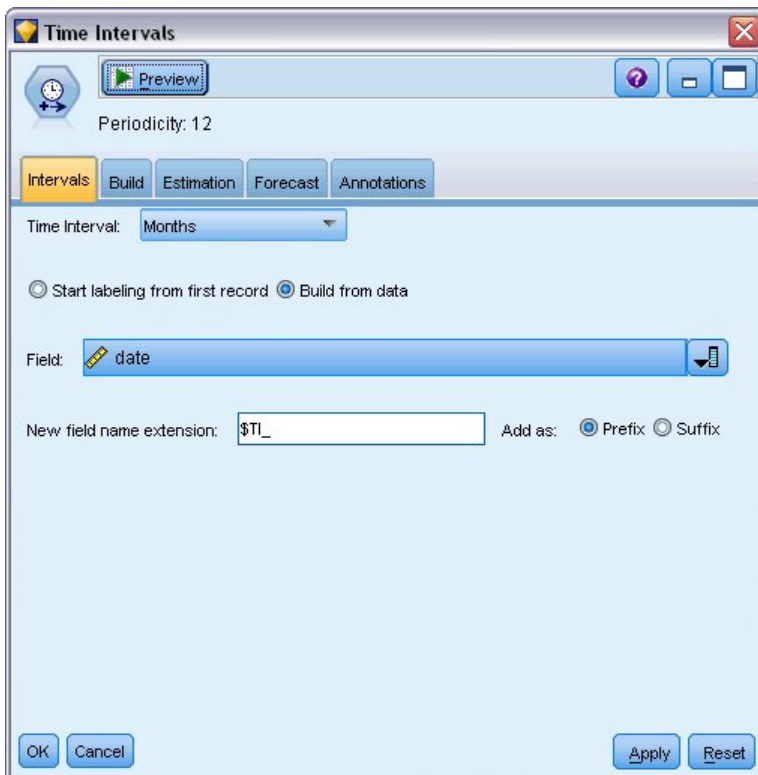 Time Intervals
Preview
Periodicity: 12
Intervals Build Estimation Forecast Annotations
Time Interval: Months
Start labeling from first record Build from data
Field: date
New field name extension: $TI_ Add as: Prefix Suffix
OK Cancel Apply Reset